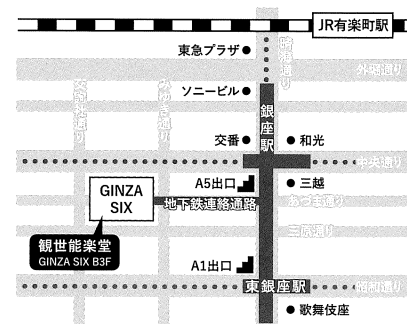 JR有楽町駅
東急プラザ
晴海通り
外堀通り
ソニービル
銀座駅
交番
和光
中央通り
A5出口
三越
GINZA
SIX
地下鉄連絡通路
あづま通り
三原通り
観世能楽堂
GINZA SIX B3F
A1出口
東銀座駅
昭和通り
歌舞伎座